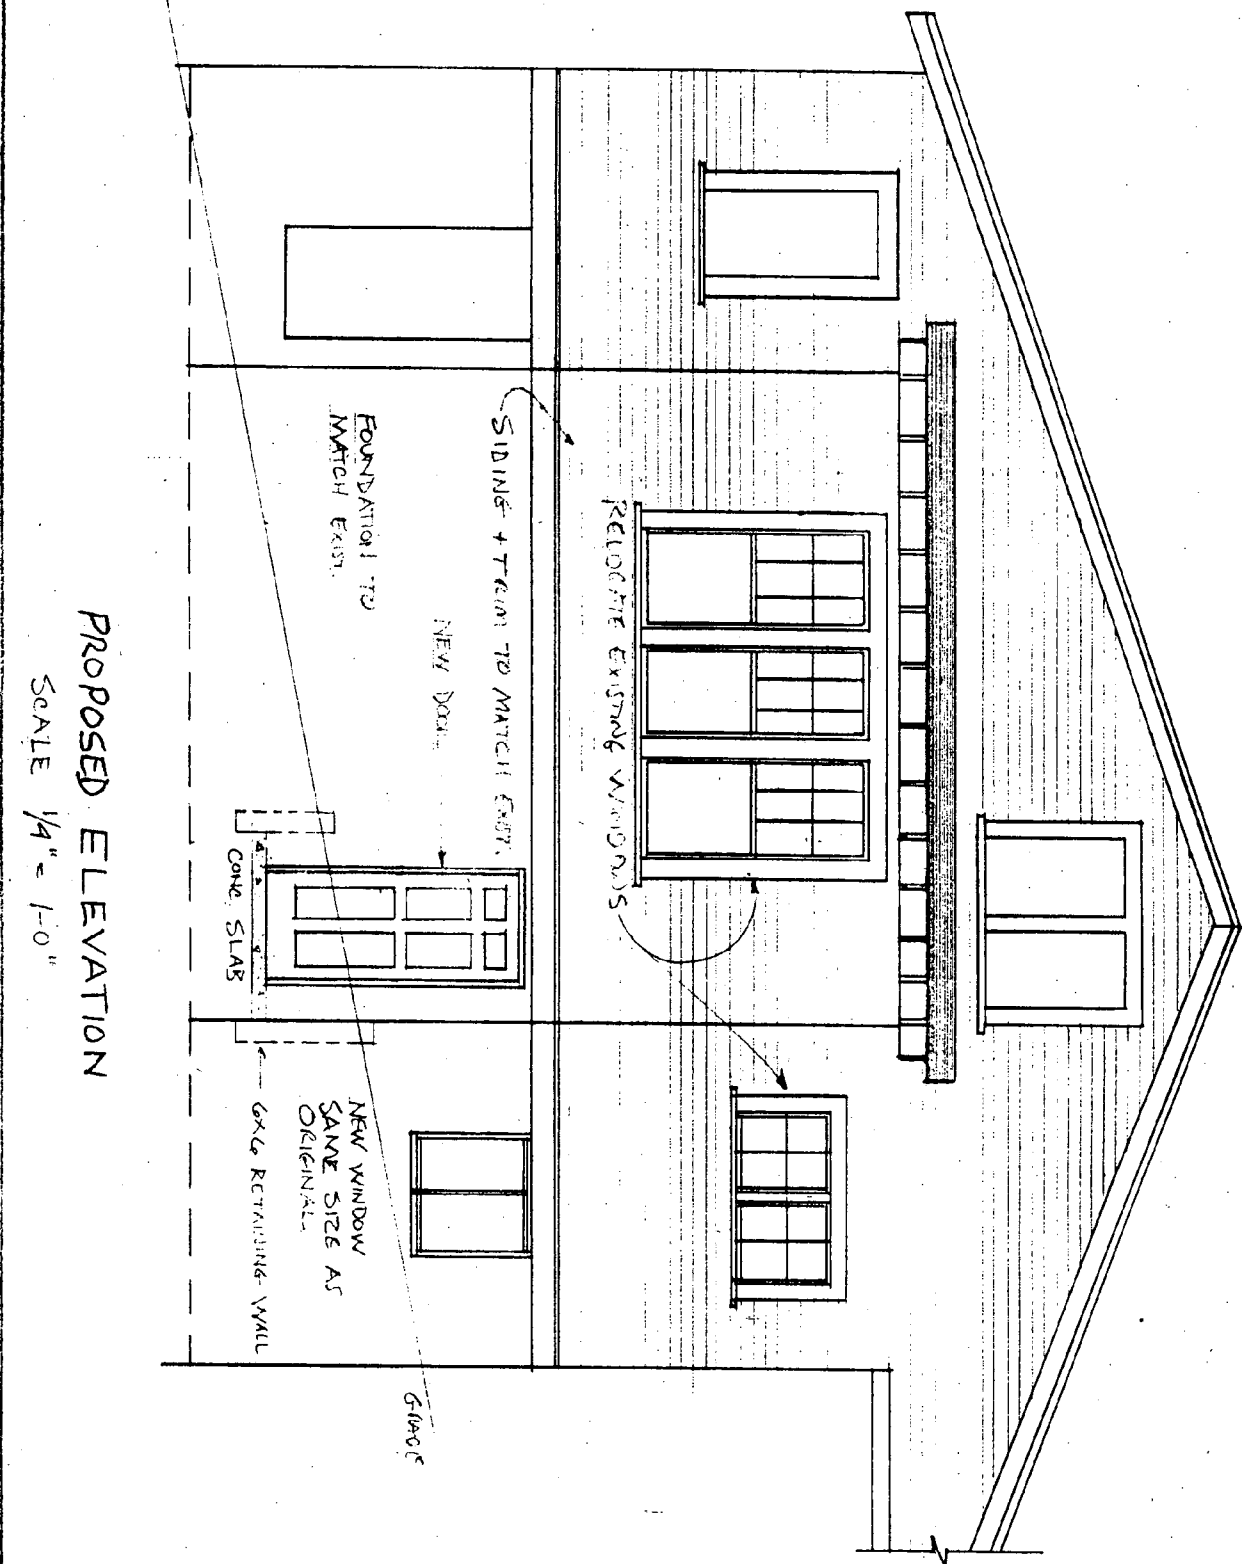 RELOCATE EXISTING WINDOWS
SIDING + TRIM TO MATCH EXIST.
FOUNDATION TO
MATCH EXIST.
NEW DOOR
CONC. SLAB
NEW WINDOW
SAME SIZE AS
ORIGINAL
6X6 RETAINING WALL
GRADE
PROPOSED ELEVATION
SCALE 1/4" = 1-0"